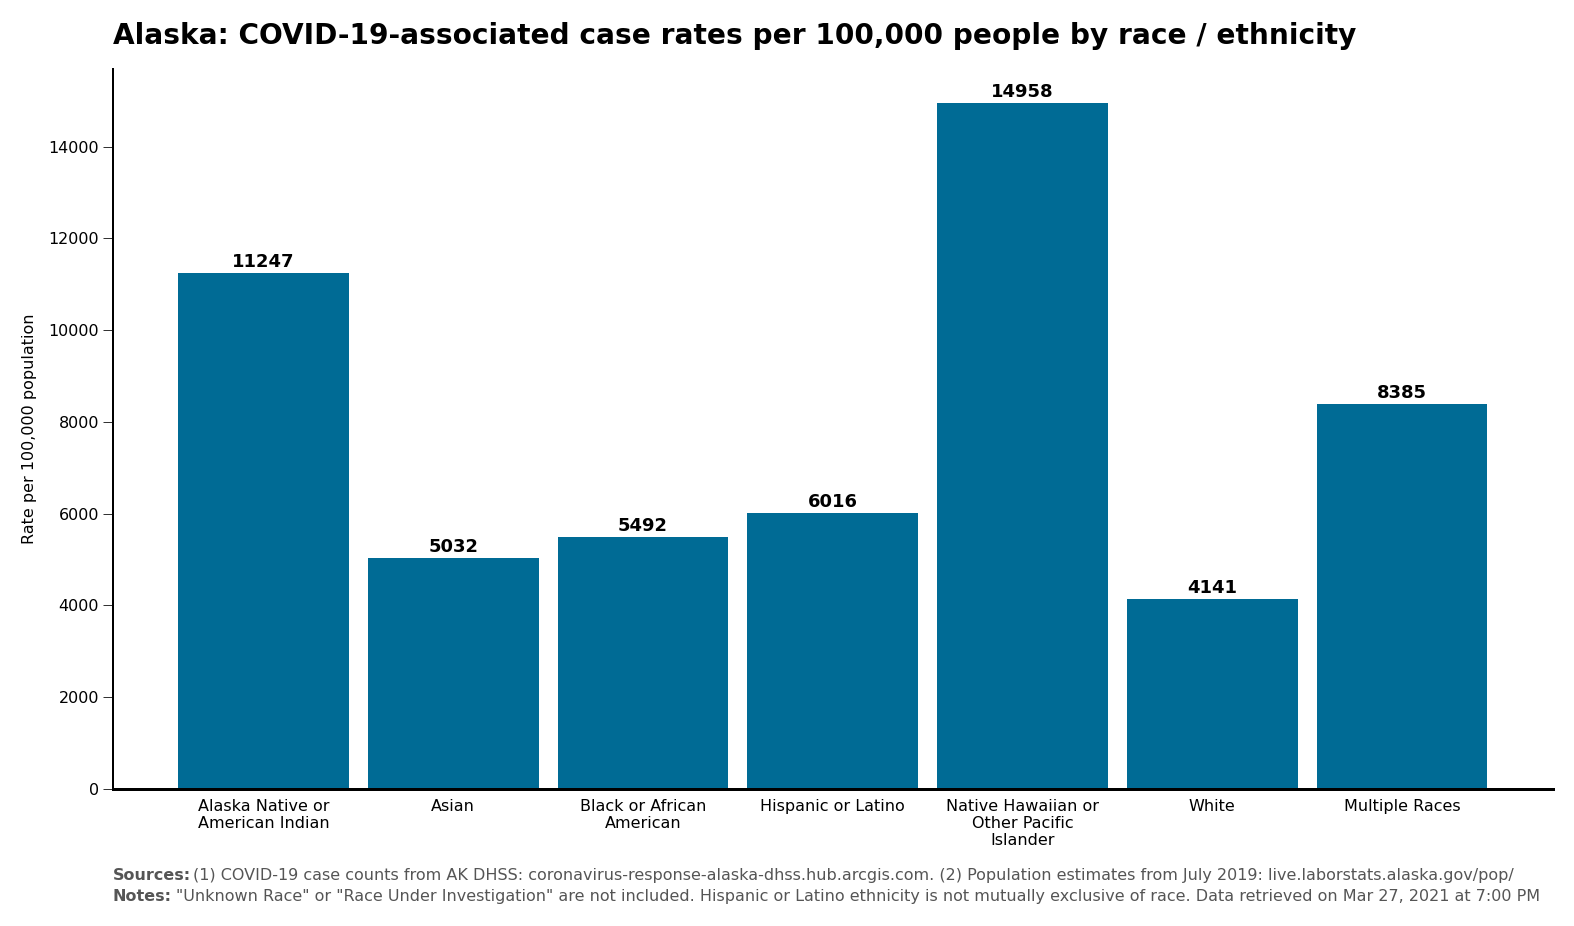 Alaska: COVID-19-associated case rates per 100,000 people by race / ethnicity
Rate per 100,000 population
14000
12000
10000
8000
6000
4000
2000
0
11247
5032
5492
6016
14958
4141
8385
Alaska Native or
American Indian
Asian
Black or African
American
Hispanic or Latino
Native Hawaiian or
Other Pacific
Islander
White
Multiple Races
Sources: (1) COVID-19 case counts from AK DHSS: coronavirus-response-alaska-dhss.hub.arcgis.com. (2) Population estimates from July 2019: live.laborstats.alaska.gov/pop/
Notes: "Unknown Race" or "Race Under Investigation" are not included. Hispanic or Latino ethnicity is not mutually exclusive of race. Data retrieved on Mar 27, 2021 at 7:00 PM